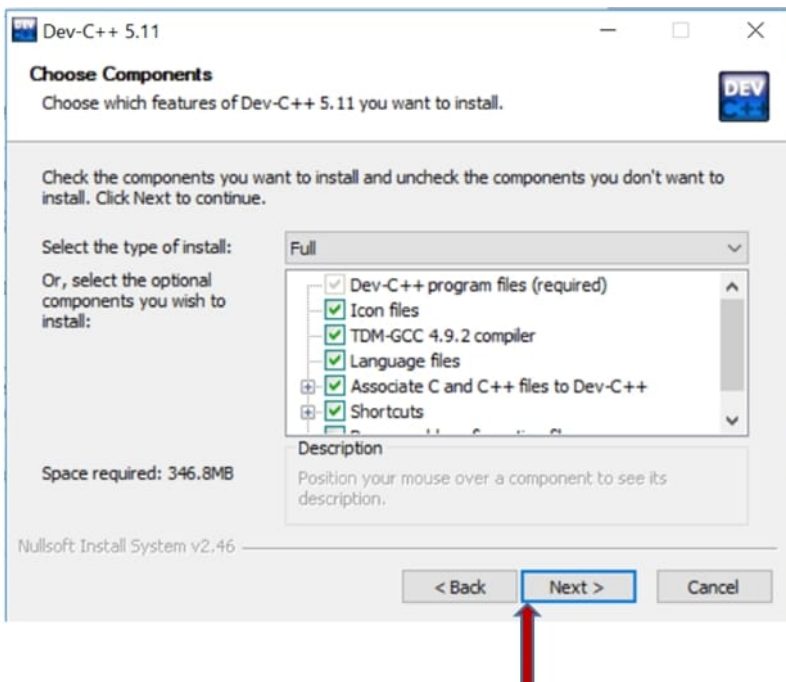 Dev-C++ 5.11
Choose Components
Choose which features of Dev-C++ 5.11 you want to install.
DEV
C++
Check the components you want to install and uncheck the components you don't want to
install. Click Next to continue.
Select the type of install:
Full
Or, select the optional
components you wish to
install:
Dev-C++ program files (required)
Icon files
TDM-GCC 4.9.2 compiler
Language files
Associate C and C++ files to Dev-C++
Shortcuts
Space required: 346.8MB
Description
Position your mouse over a component to see its
description.
Nullsoft Install System v2.46
< Back
Next >
Cancel